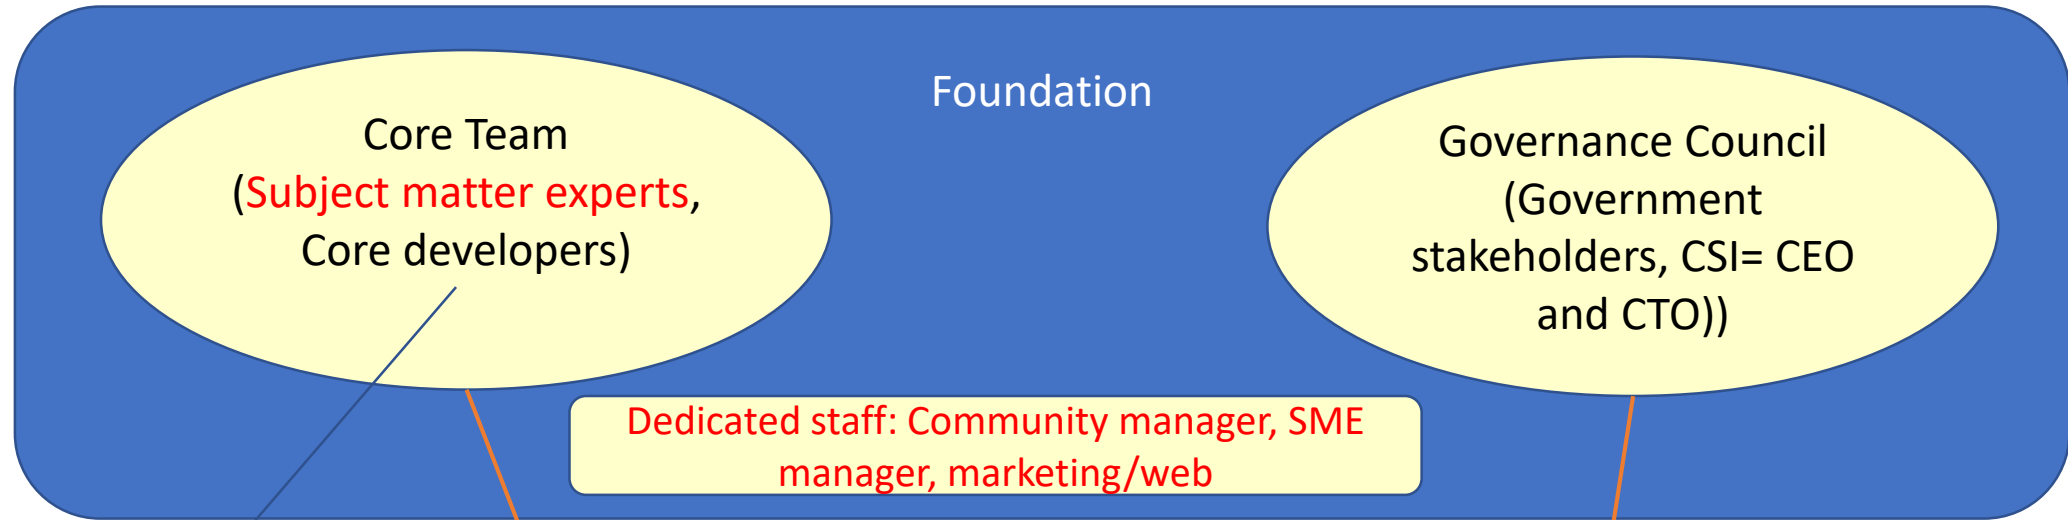 Foundation
Core Team
(Subject matter experts,
Core developers)
Governance Council
(Government
stakeholders, CSI= CEO
and CTO))
Dedicated staff: Community manager, SME
manager, marketing/web